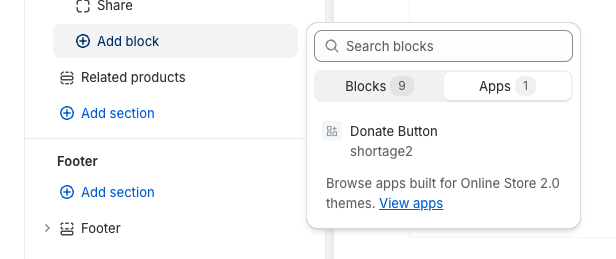 Share
Add block
Related products
Add section
Footer
Add section
Footer
Search blocks
Blocks 9 Apps 1
Donate Button
shortage2
Browse apps built for Online Store 2.0
themes. View apps